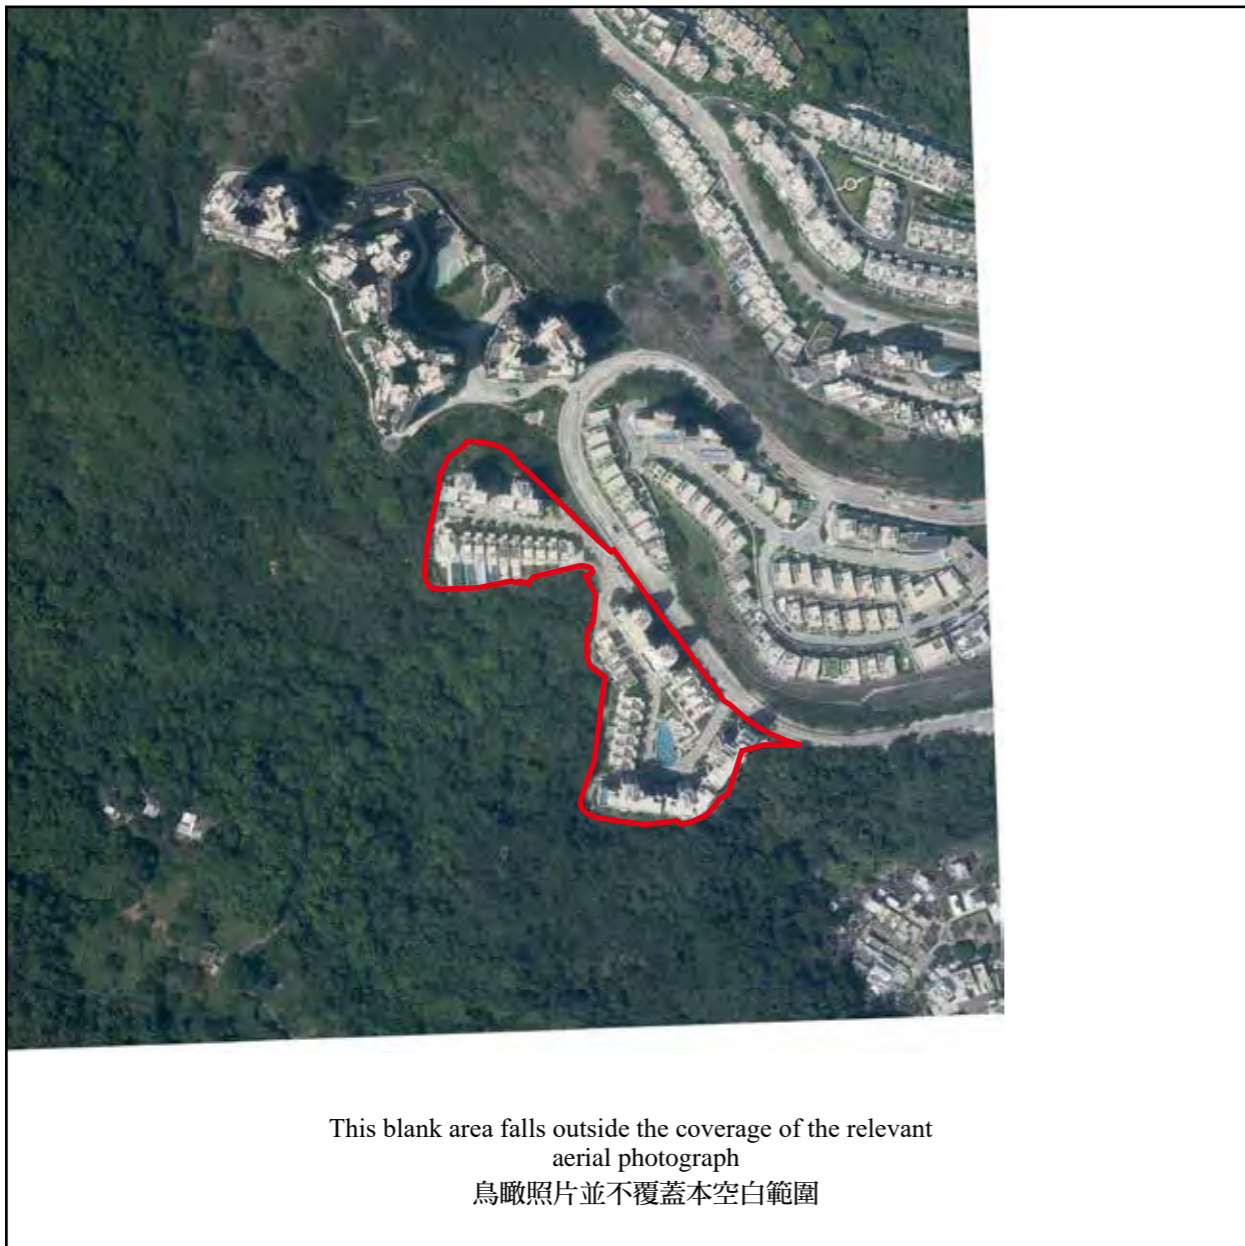 This blank area falls outside the coverage of the relevant
aerial photograph
鳥瞰照片並不覆蓋本空白範圍